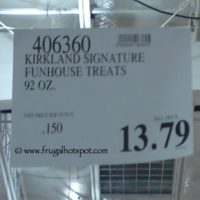 406360
KIRKLAND SIGNATURE
FUNHOUSE TREATS
92 OZ.
.150
13.79
www.frugalhotspot.com